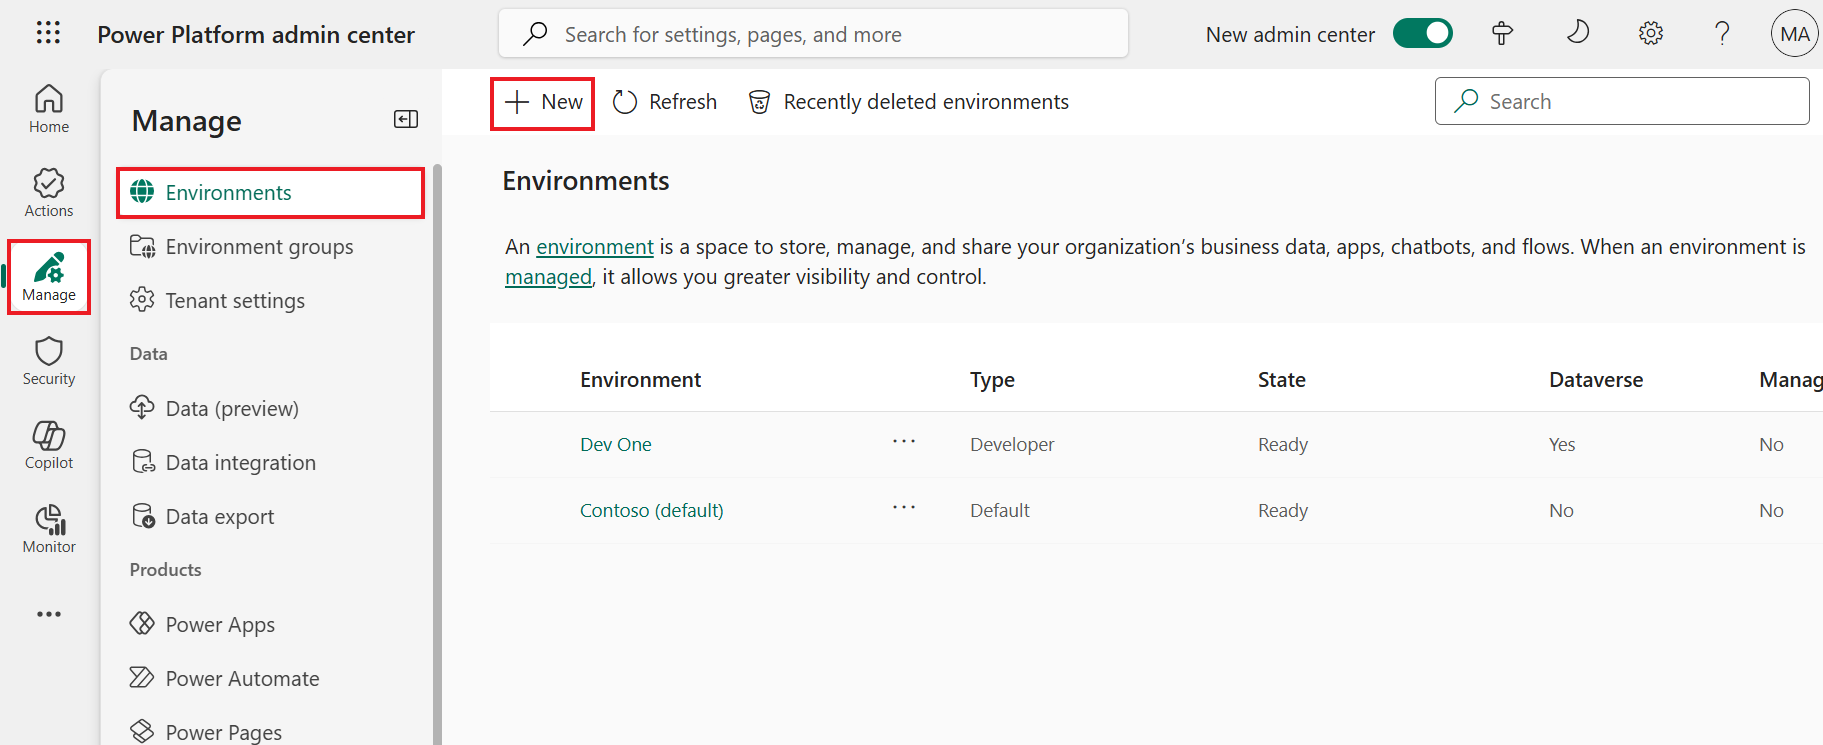 Power Platform admin center
Search for settings, pages, and more
New admin center
MA
Home
Actions
Manage
Security
Copilot
Monitor
Manage
Environments
Environment groups
Tenant settings
Data
Data (preview)
Data integration
Data export
Products
Power Apps
Power Automate
Power Pages
New
Refresh
Recently deleted environments
Search
Environments
An environment is a space to store, manage, and share your organization’s business data, apps, chatbots, and flows. When an environment is
managed, it allows you greater visibility and control.
Environment Type State Dataverse Manag
Dev One ··· Developer Ready Yes No
Contoso (default) ··· Default Ready No No